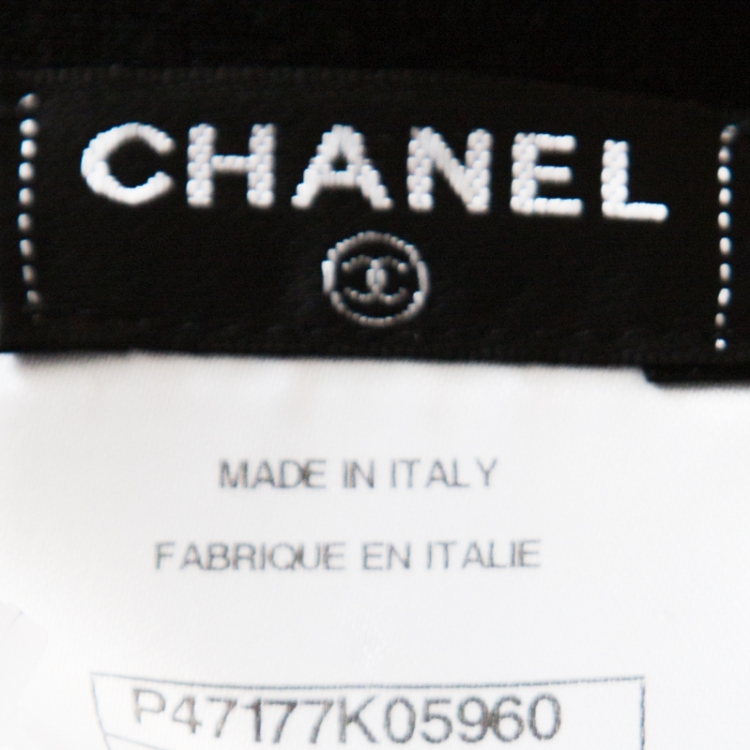 CHANEL
MADE IN ITALY
FABRIQUE EN ITALIE
P47177K05960